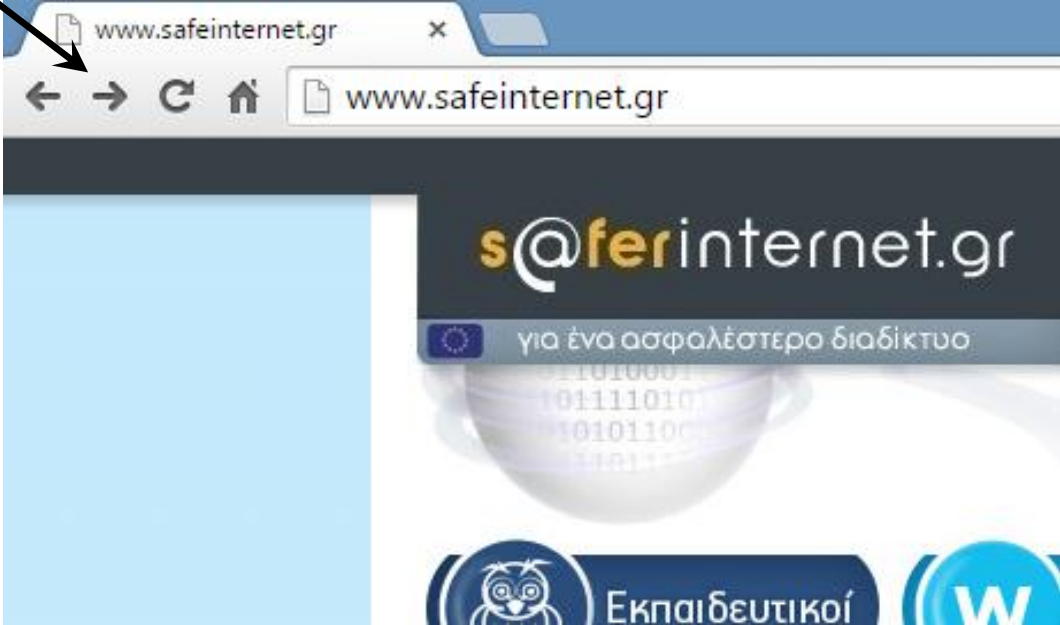 www.safeinternet.gr
www.safeinternet.gr
s@ferinternet.gr
για ένα ασφαλέστερο διαδίκτυο
Εκπαιδευτικοί
W